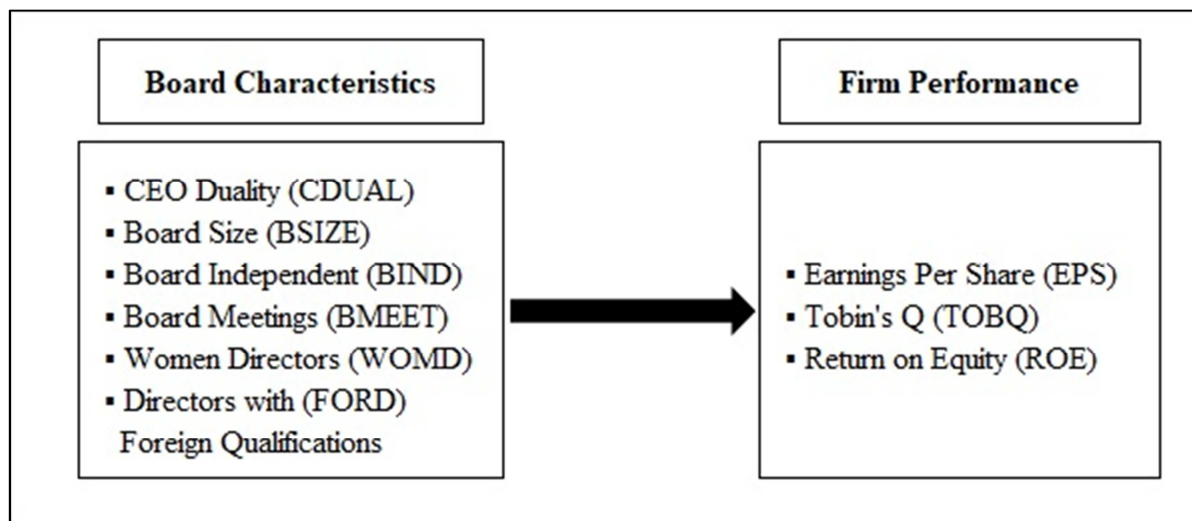 Board Characteristics
▪ CEO Duality (CDUAL)
▪ Board Size (BSIZE)
▪ Board Independent (BIND)
▪ Board Meetings (BMEET)
▪ Women Directors (WOMD)
▪ Directors with (FORD)
Foreign Qualifications
Firm Performance
▪ Earnings Per Share (EPS)
▪ Tobin's Q (TOBQ)
▪ Return on Equity (ROE)